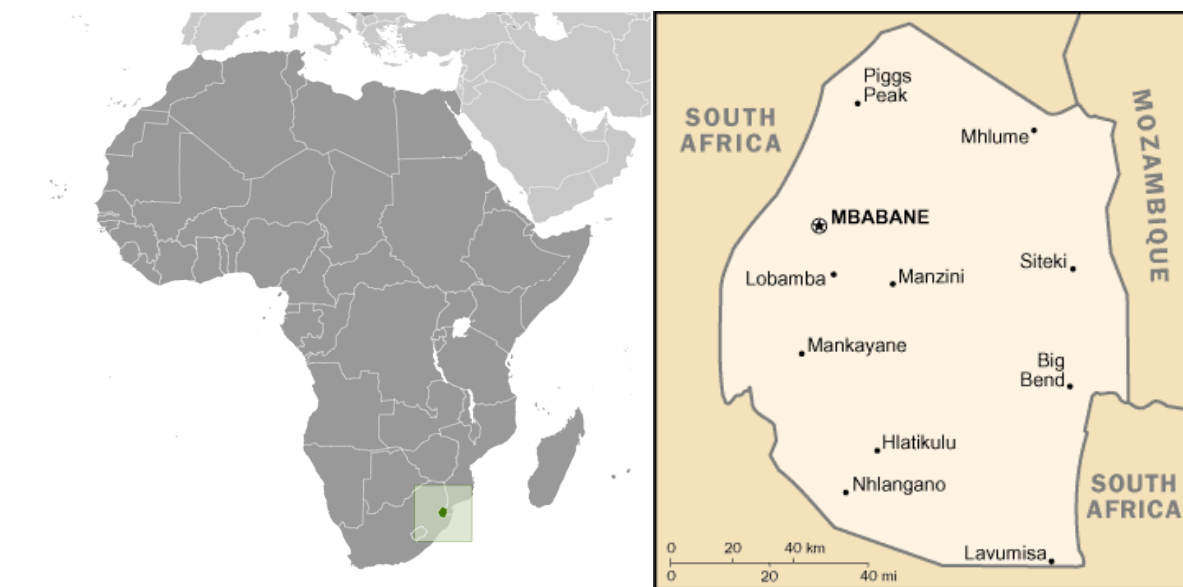 Piggs
Peak
SOUTH
AFRICA
Mhlume
MOZAMBIQUE
MBABANE
Siteki
Lobamba
Manzini
Mankayane
Big
Bend
Hlatikulu
Nhlangano
SOUTH
AFRICA
Lavumisa
0 20 40 km
0 20 40 mi